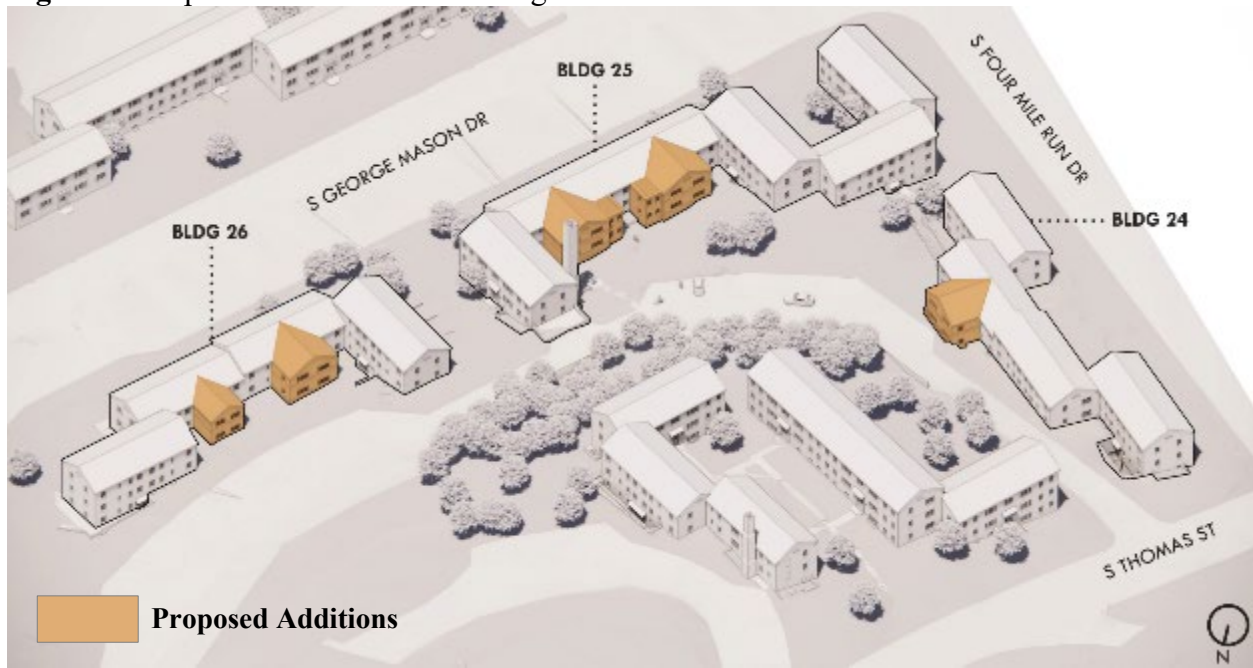 BLDG 25
S FOUR MILE RUN DR
S GEORGE MASON DR
BLDG 26
BLDG 24
S THOMAS ST
Proposed Additions
N